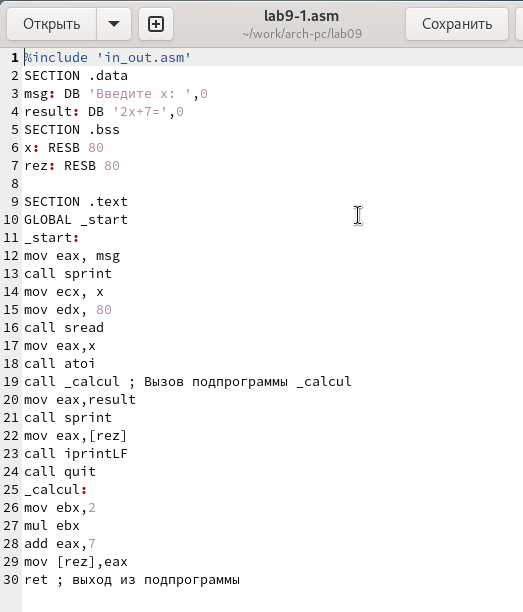 Открыть
lab9-1.asm
~/work/arch-pc/lab09
Сохранить
1 %include 'in_out.asm'
2 SECTION .data
3 msg: DB 'Введите x: ',0
4 result: DB '2x+7=',0
5 SECTION .bss
6 x: RESB 80
7 rez: RESB 80
8
9 SECTION .text
10 GLOBAL _start
11 _start:
12 mov eax, msg
13 call sprint
14 mov ecx, x
15 mov edx, 80
16 call sread
17 mov eax,x
18 call atoi
19 call _calcul ; Вызов подпрограммы _calcul
20 mov eax,result
21 call sprint
22 mov eax,[rez]
23 call iprintLF
24 call quit
25 _calcul:
26 mov ebx,2
27 mul ebx
28 add eax,7
29 mov [rez],eax
30 ret ; выход из подпрограммы